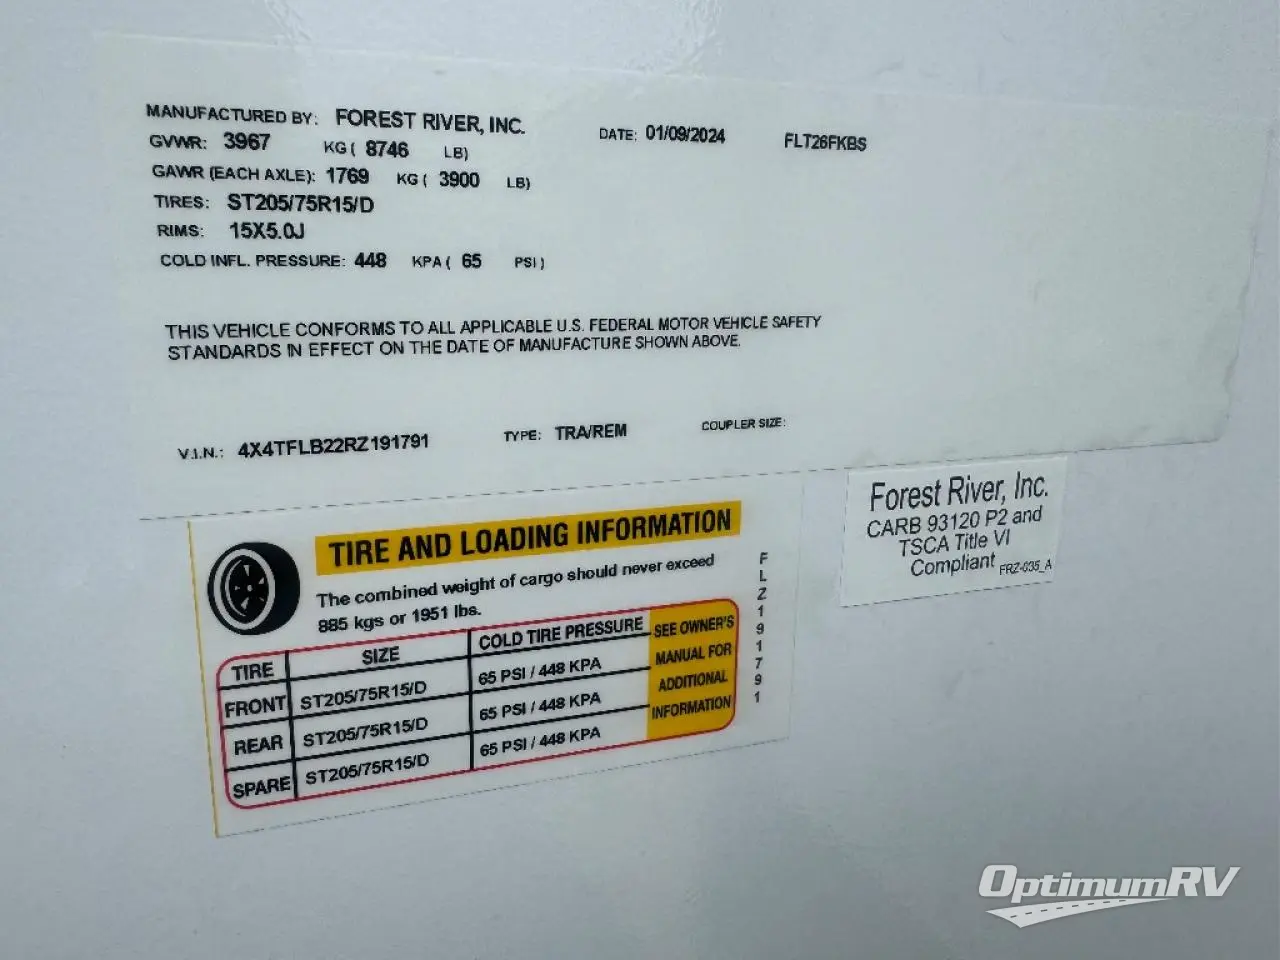 MANUFACTURED BY: FOREST RIVER, INC. DATE: 01/09/2024 FLT26FKBS
GVWR: 3967 KG ( 8746 LB)
GAWR (EACH AXLE): 1769 KG ( 3900 LB)
TIRES: ST205/75R15/D
RIMS: 15X5.0J
COLD INFL. PRESSURE: 448 KPA ( 65 PSI )
THIS VEHICLE CONFORMS TO ALL APPLICABLE U.S. FEDERAL MOTOR VEHICLE SAFETY
STANDARDS IN EFFECT ON THE DATE OF MANUFACTURE SHOWN ABOVE.
V.I.N.: 4X4TFLB22RZ191791 TYPE: TRA/REM COUPLER SIZE:
TIRE AND LOADING INFORMATION
The combined weight of cargo should never exceed
885 kgs or 1951 lbs.
TIRE SIZE COLD TIRE PRESSURE
FRONT ST205/75R15/D 65 PSI / 448 KPA
REAR ST205/75R15/D 65 PSI / 448 KPA
SPARE ST205/75R15/D 65 PSI / 448 KPA
SEE OWNER'S
MANUAL FOR
ADDITIONAL
INFORMATION
FLZ191791
Forest River, Inc.
CARB 93120 P2 and
TSCA Title VI
Compliant FRZ-035_A
OptimumRV